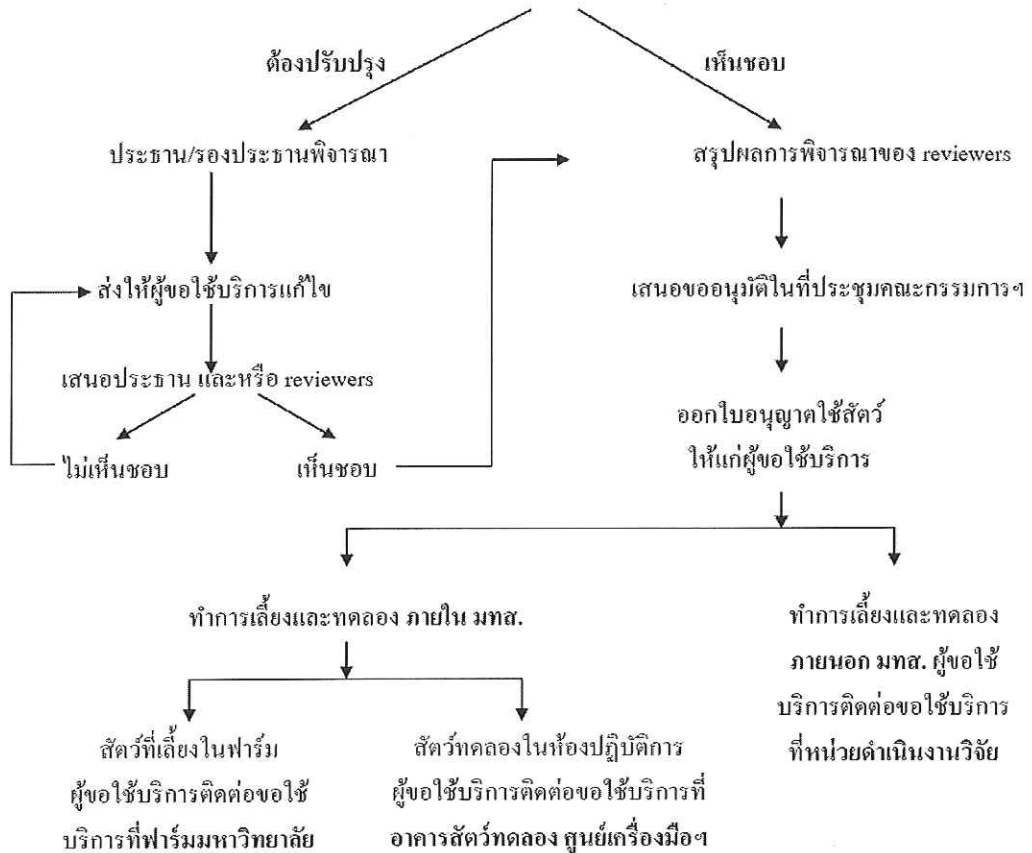 ต้องปรับปรุง
เห็นชอบ
ประธาน/รองประธานพิจารณา
สรุปผลการพิจารณาของ reviewers
ส่งให้ผู้ขอใช้บริการแก้ไข
เสนอขออนุมัติในที่ประชุมคณะกรรมการฯ
เสนอประธาน และหรือ reviewers
ออกใบอนุญาตใช้สัตว์
ให้แก่ผู้ขอใช้บริการ
ไม่เห็นชอบ
เห็นชอบ
ทำการเลี้ยงและทดลอง ภายใน มทส.
ทำการเลี้ยงและทดลอง
ภายนอก มทส. ผู้ขอใช้
บริการติดต่อขอใช้บริการ
ที่หน่วยดำเนินงานวิจัย
สัตว์ที่เลี้ยงในฟาร์ม
ผู้ขอใช้บริการติดต่อขอใช้
บริการที่ฟาร์มมหาวิทยาลัย
สัตว์ทดลองในห้องปฏิบัติการ
ผู้ขอใช้บริการติดต่อขอใช้บริการที่
อาคารสัตว์ทดลอง ศูนย์เครื่องมือฯ